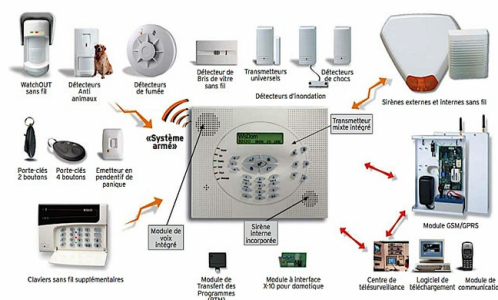 WatchOUT
sans fil
Détecteurs
Anti
animaux
Détecteurs
de fumée
Détecteur de
Bris de vitre
sans fil
Transmetteurs
universels
Détecteurs
de chocs
Détecteurs d'inondation
Sirènes externes et internes sans fil
«Système
armé»
Transmetteur
mixte intégré
Porte-clés
2 boutons
Porte-clés
4 boutons
Emetteur en
pendentif de
panique
Module GSM/GPRS
Module de
voix
intégré
Sirène
interne
incorporée
Claviers sans fil supplémentaires
Module de
Transfert des
Programmes
(PTM)
Module à interface
X-10 pour domotique
Centre de
télésurveillance
Logiciel de
téléchargement
Module de
communication